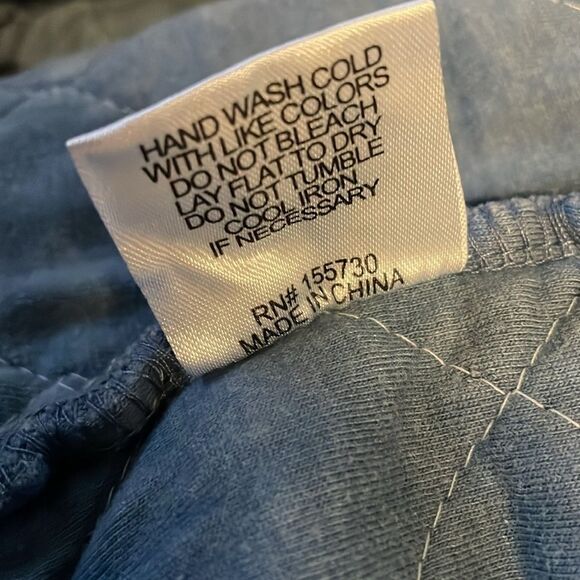 HAND WASH COLD
WITH LIKE COLORS
DO NOT BLEACH
LAY FLAT TO DRY
DO NOT TUMBLE
COOL IRON
IF NECESSARY
RN# 155730
MADE IN CHINA